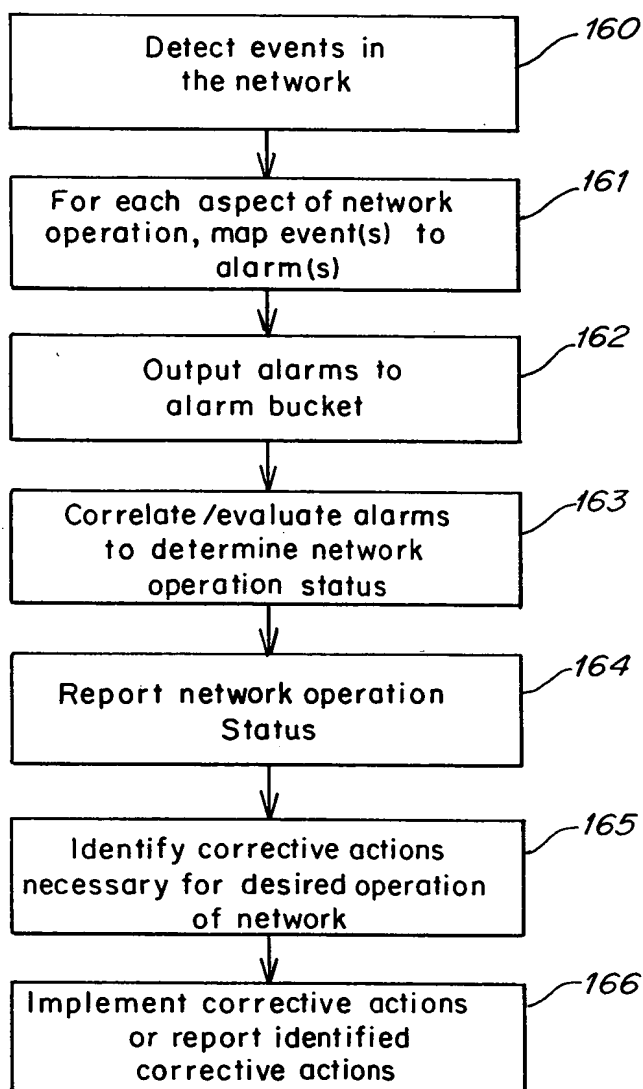 160
Detect events in
the network
161
For each aspect of network
operation, map event(s) to
alarm(s)
162
Output alarms to
alarm bucket
163
Correlate/evaluate alarms
to determine network
operation status
164
Report network operation
Status
165
Identify corrective actions
necessary for desired operation
of network
166
Implement corrective actions
or report identified
corrective actions